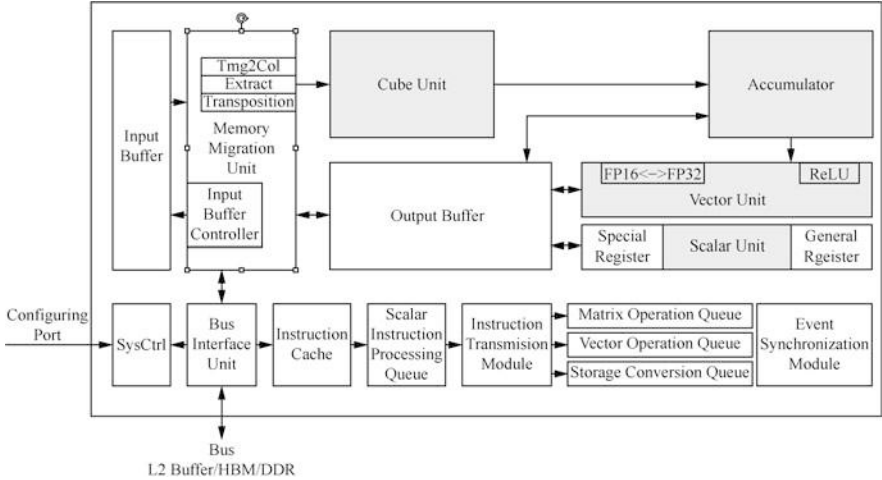 Tmg2Col
Extract
Transposition
Cube Unit
Accumulator
Input
Buffer
Memory
Migration
Unit
Input
Buffer
Controller
Output Buffer
FP16<->FP32
ReLU
Vector Unit
Special
Register
Scalar Unit
General
Rgeister
Configuring
Port
SysCtrl
Bus
Interface
Unit
Instruction
Cache
Scalar
Instruction
Processing
Queue
Instruction
Transmision
Module
Matrix Operation Queue
Vector Operation Queue
Storage Conversion Queue
Event
Synchronization
Module
Bus
L2 Buffer/HBM/DDR